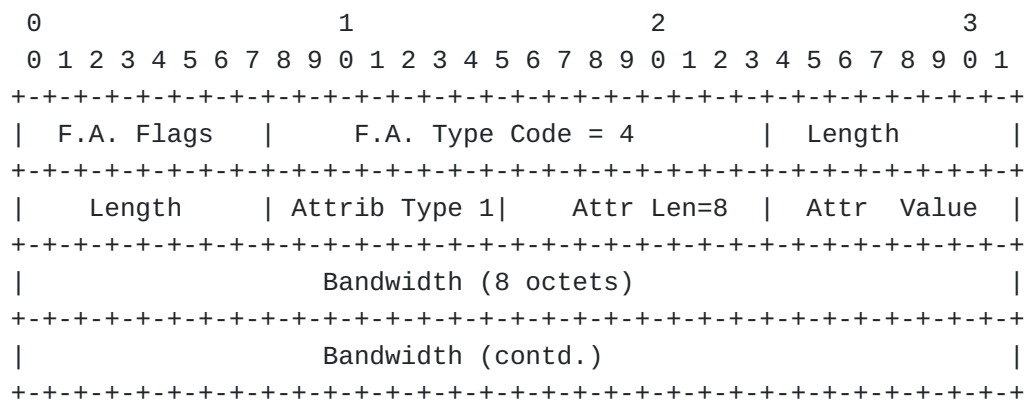 0                   1                   2                   3
 0 1 2 3 4 5 6 7 8 9 0 1 2 3 4 5 6 7 8 9 0 1 2 3 4 5 6 7 8 9 0 1
+-+-+-+-+-+-+-+-+-+-+-+-+-+-+-+-+-+-+-+-+-+-+-+-+-+-+-+-+-+-+-+-+
|  F.A. Flags   |     F.A. Type Code = 4        |  Length       |
+-+-+-+-+-+-+-+-+-+-+-+-+-+-+-+-+-+-+-+-+-+-+-+-+-+-+-+-+-+-+-+-+
|    Length     | Attrib Type 1|    Attr Len=8  |  Attr  Value  |
+-+-+-+-+-+-+-+-+-+-+-+-+-+-+-+-+-+-+-+-+-+-+-+-+-+-+-+-+-+-+-+-+
|                   Bandwidth (8 octets)                        |
+-+-+-+-+-+-+-+-+-+-+-+-+-+-+-+-+-+-+-+-+-+-+-+-+-+-+-+-+-+-+-+-+
|                   Bandwidth (contd.)                          |
+-+-+-+-+-+-+-+-+-+-+-+-+-+-+-+-+-+-+-+-+-+-+-+-+-+-+-+-+-+-+-+-+